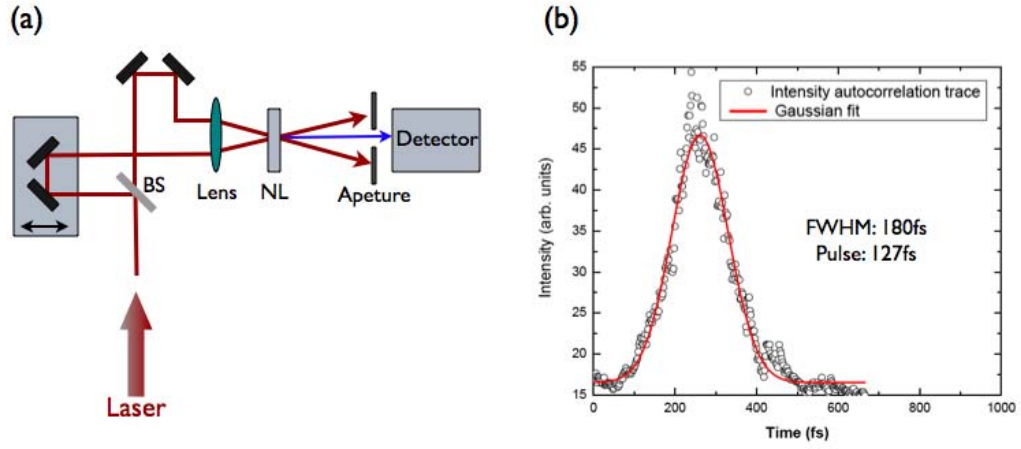 (a)
BS
Lens
NL
Apeture
Detector
Laser
(b)
Intensity autocorrelation trace
Gaussian fit
FWHM: 180fs
Pulse: 127fs
Intensity (arb. units)
55
50
45
40
35
30
25
20
15
0
200
400
600
800
1000
Time (fs)